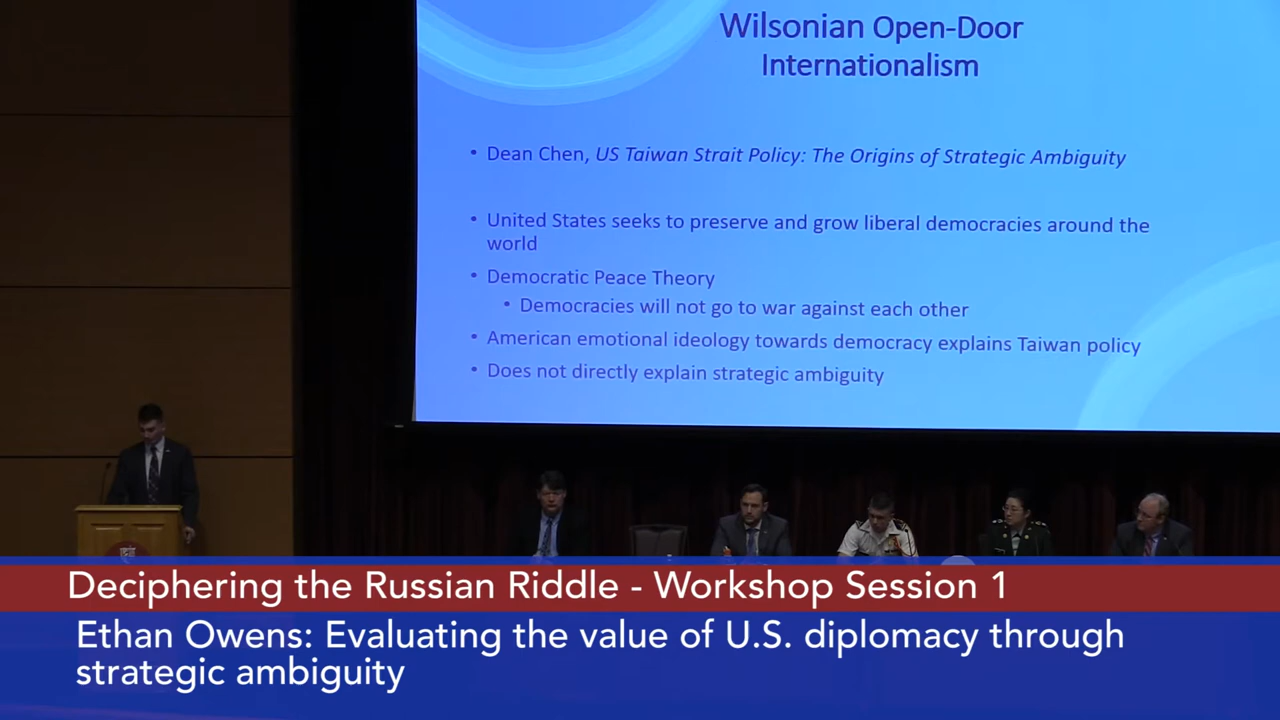 Wilsonian Open-Door
Internationalism
• Dean Chen, US Taiwan Strait Policy: The Origins of Strategic Ambiguity
• United States seeks to preserve and grow liberal democracies around the
world
• Democratic Peace Theory
• Democracies will not go to war against each other
• American emotional ideology towards democracy explains Taiwan policy
• Does not directly explain strategic ambiguity
Deciphering the Russian Riddle - Workshop Session 1
Ethan Owens: Evaluating the value of U.S. diplomacy through
strategic ambiguity